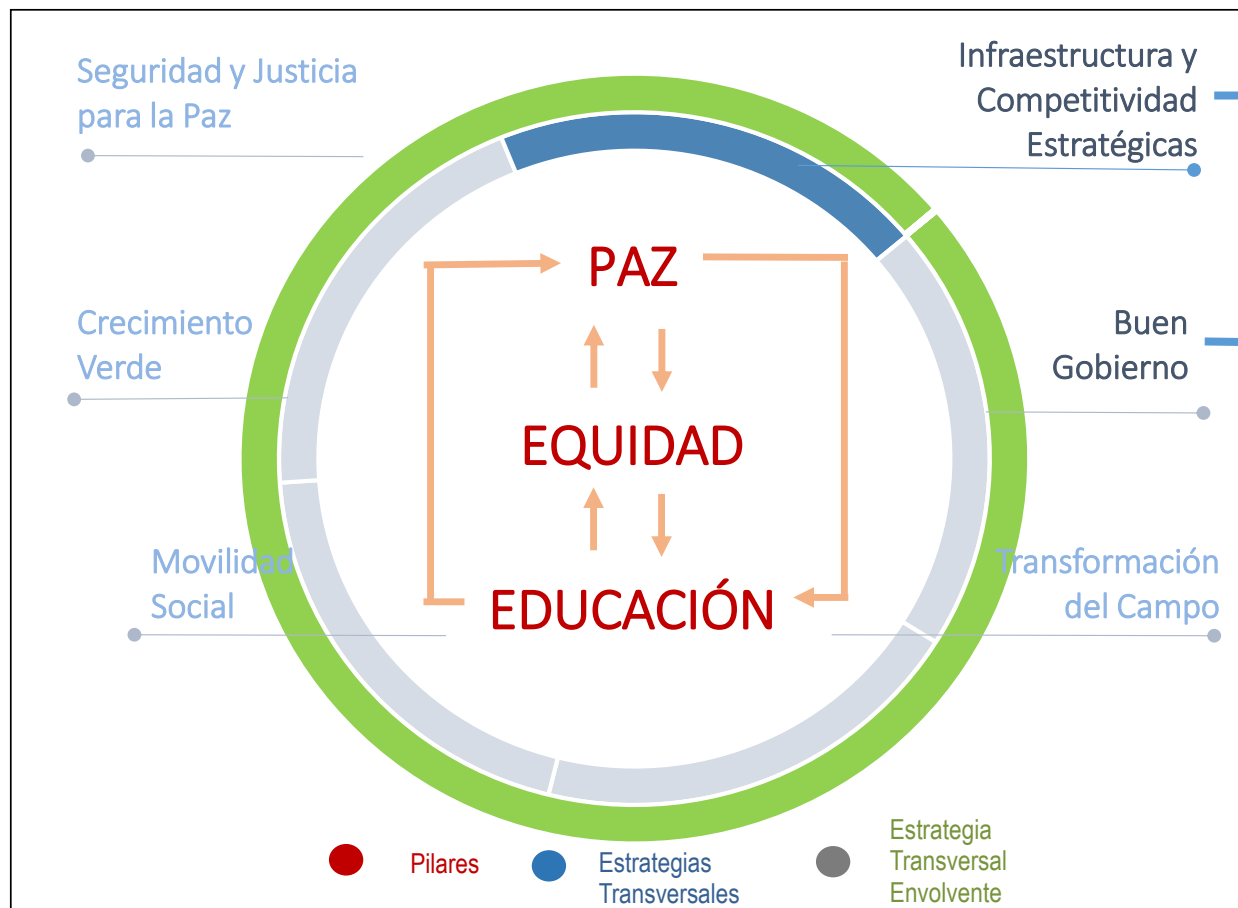 Seguridad y Justicia
para la Paz
Infraestructura y
Competitividad
Estratégicas
PAZ
Crecimiento
Verde
Buen
Gobierno
EQUIDAD
Movilidad
Social
Transformación
del Campo
EDUCACIÓN
Pilares
Estrategias
Transversales
Estrategia
Transversal
Envolvente